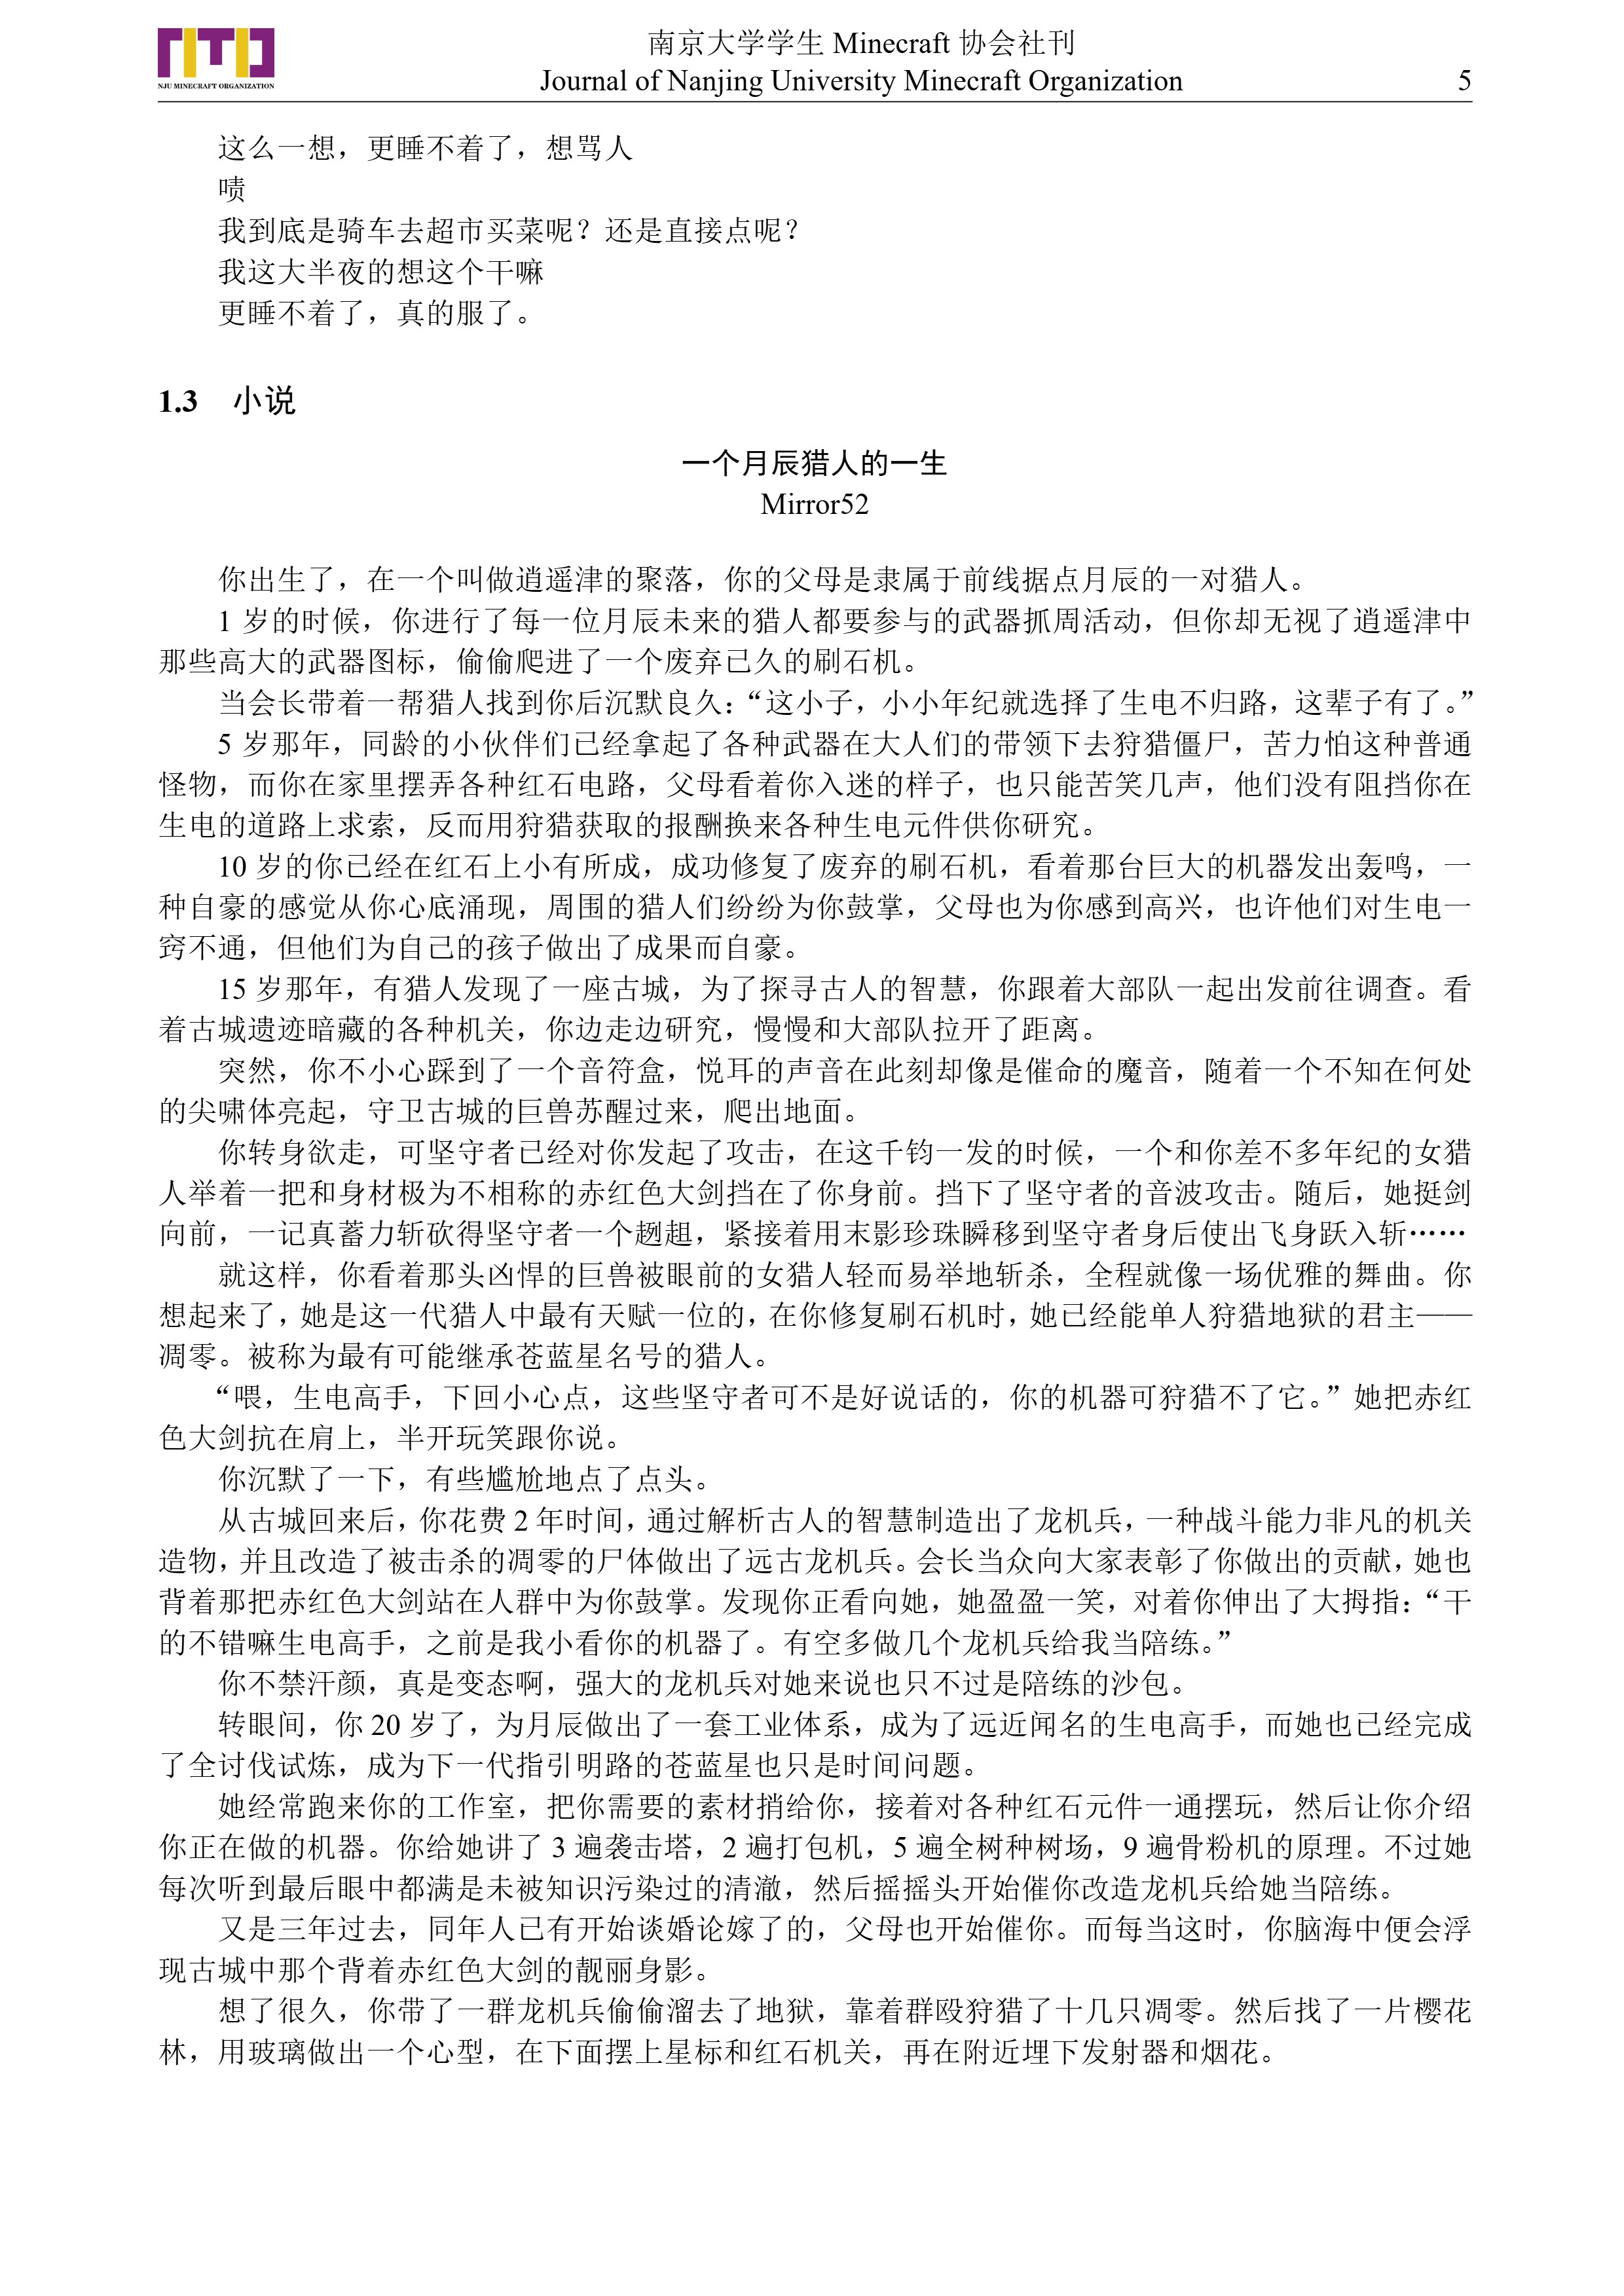 NJU MINECRAFT ORGANIZATION
南京大学学生 Minecraft 协会社刊
Journal of Nanjing University Minecraft Organization
5
这么一想，更睡不着了，想骂人
啧
我到底是骑车去超市买菜呢？还是直接点呢？
我这大半夜的想这个干嘛
更睡不着了，真的服了。
1.3 小说
一个月辰猎人的一生
Mirror52
你出生了，在一个叫做逍遥津的聚落，你的父母是隶属于前线据点月辰的一对猎人。
1 岁的时候，你进行了每一位月辰未来的猎人都要参与的武器抓周活动，但你却无视了逍遥津中
那些高大的武器图标，偷偷爬进了一个废弃已久的刷石机。
当会长带着一帮猎人找到你后沉默良久：“这小子，小小年纪就选择了生电不归路，这辈子有了。”
5 岁那年，同龄的小伙伴们已经拿起了各种武器在大人们的带领下去狩猎僵尸，苦力怕这种普通
怪物，而你在家里摆弄各种红石电路，父母看着你入迷的样子，也只能苦笑几声，他们没有阻挡你在
生电的道路上求索，反而用狩猎获取的报酬换来各种生电元件供你研究。
10 岁的你已经在红石上小有所成，成功修复了废弃的刷石机，看着那台巨大的机器发出轰鸣，一
种自豪的感觉从你心底涌现，周围的猎人们纷纷为你鼓掌，父母也为你感到高兴，也许他们对生电一
窍不通，但他们为自己的孩子做出了成果而自豪。
15 岁那年，有猎人发现了一座古城，为了探寻古人的智慧，你跟着大部队一起出发前往调查。看
着古城遗迹暗藏的各种机关，你边走边研究，慢慢和大部队拉开了距离。
突然，你不小心踩到了一个音符盒，悦耳的声音在此刻却像是催命的魔音，随着一个不知在何处
的尖啸体亮起，守卫古城的巨兽苏醒过来，爬出地面。
你转身欲走，可坚守者已经对你发起了攻击，在这千钧一发的时候，一个和你差不多年纪的女猎
人举着一把和身材极为不相称的赤红色大剑挡在了你身前。挡下了坚守者的音波攻击。随后，她挺剑
向前，一记真蓄力斩砍得坚守者一个趔趄，紧接着用末影珍珠瞬移到坚守者身后使出飞身跃入斩……
就这样，你看着那头凶悍的巨兽被眼前的女猎人轻而易举地斩杀，全程就像一场优雅的舞曲。你
想起来了，她是这一代猎人中最有天赋一位的，在你修复刷石机时，她已经能单人狩猎地狱的君主——
凋零。被称为最有可能继承苍蓝星名号的猎人。
“喂，生电高手，下回小心点，这些坚守者可不是好说话的，你的机器可狩猎不了它。”她把赤红
色大剑抗在肩上，半开玩笑跟你说。
你沉默了一下，有些尴尬地点了点头。
从古城回来后，你花费 2 年时间，通过解析古人的智慧制造出了龙机兵，一种战斗能力非凡的机关
造物，并且改造了被击杀的凋零的尸体做出了远古龙机兵。会长当众向大家表彰了你做出的贡献，她也
背着那把赤红色大剑站在人群中为你鼓掌。发现你正看向她，她盈盈一笑，对着你伸出了大拇指：“干
的不错嘛生电高手，之前是我小看你的机器了。有空多做几个龙机兵给我当陪练。”
你不禁汗颜，真是变态啊，强大的龙机兵对她来说也只不过是陪练的沙包。
转眼间，你 20 岁了，为月辰做出了一套工业体系，成为了远近闻名的生电高手，而她也已经完成
了全讨伐试炼，成为下一代指引明路的苍蓝星也只是时间问题。
她经常跑来你的工作室，把你需要的素材捎给你，接着对各种红石元件一通摆玩，然后让你介绍
你正在做的机器。你给她讲了 3 遍袭击塔，2 遍打包机，5 遍全树种树场，9 遍骨粉机的原理。不过她
每次听到最后眼中都满是未被知识污染过的清澈，然后摇摇头开始催你改造龙机兵给她当陪练。
又是三年过去，同年人已有开始谈婚论嫁了的，父母也开始催你。而每当这时，你脑海中便会浮
现古城中那个背着赤红色大剑的靓丽身影。
想了很久，你带了一群龙机兵偷偷溜去了地狱，靠着群殴狩猎了十几只凋零。然后找了一片樱花
林，用玻璃做出一个心型，在下面摆上星标和红石机关，再在附近埋下发射器和烟花。